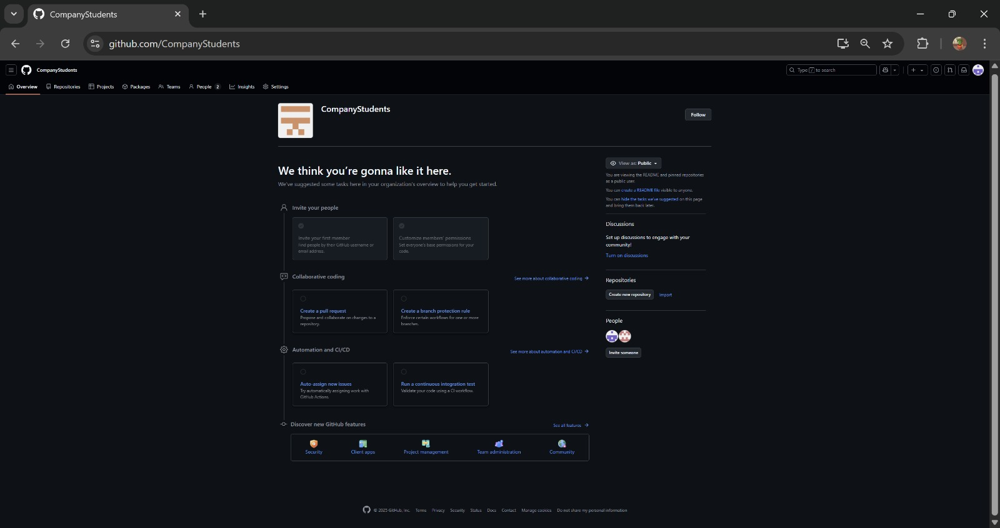 CompanyStudents
github.com/CompanyStudents
CompanyStudents
Type / to search
Overview
Repositories
Projects
Packages
Teams
People 2
Insights
Settings
CompanyStudents
Follow
We think you’re gonna like it here.
We've suggested some tasks here in your organization's overview to help you get started.
Invite your people
Invite your first member
Find people by their GitHub username or
email address.
Customize members' permissions
Set everyone's base permissions for your
code.
Collaborative coding
See more about collaborative coding
Create a pull request
Propose and collaborate on changes to a
repository.
Create a branch protection rule
Enforce certain workflows for one or more
branches.
Automation and CI/CD
See more about automation and CI/CD
Auto-assign new issues
Try automatically assigning work with
GitHub Actions.
Run a continuous integration test
Validate your code using a CI workflow.
Discover new GitHub features
See all features
Security
Client apps
Project management
Team administration
Community
View as: Public
You are viewing the README and pinned repositories
as a public user.
You can create a README file visible to anyone.
You can hide the tasks we've suggested on this page
and bring them back later.
Discussions
Set up discussions to engage with your
community!
Turn on discussions
Repositories
Create new repository
Import
People
Invite someone
© 2025 GitHub, Inc.
Terms
Privacy
Security
Status
Docs
Contact
Manage cookies
Do not share my personal information